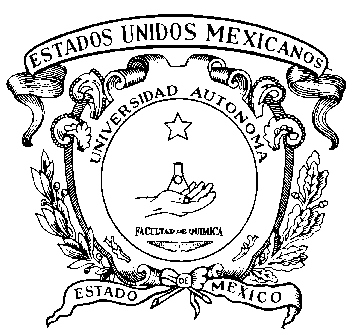 ESTADOS UNIDOS MEXICANOS
UNIVERSIDAD AUTONOMA
FACULTAD DE QUIMICA
ESTADO DE MEXICO